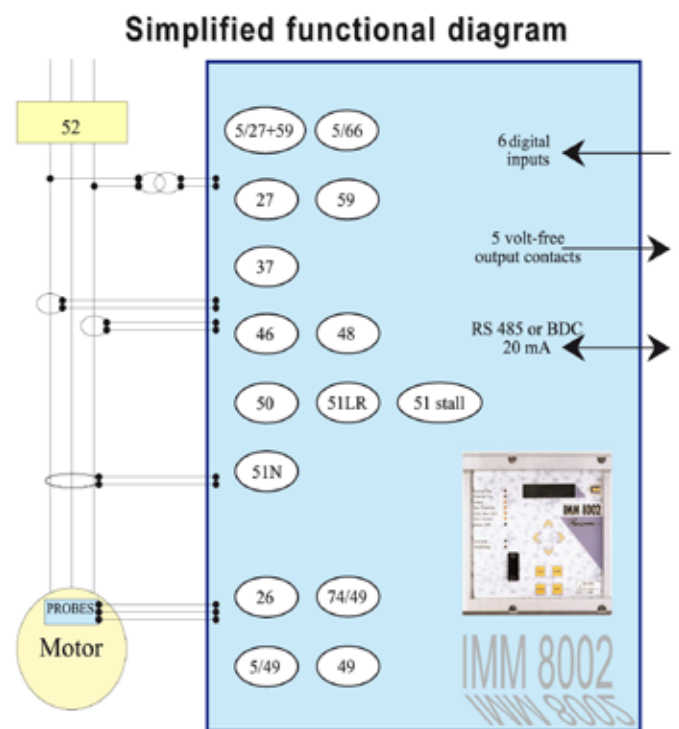 Simplified functional diagram
52
5/27+59
5/66
6 digital
inputs
27
59
5 volt-free
output contacts
37
RS 485 or BDC
20 mA
46
48
50
51LR
51 stall
51N
IMM 8002
PROBES
Motor
26
74/49
5/49
49
IMM 8002
IMM 8002